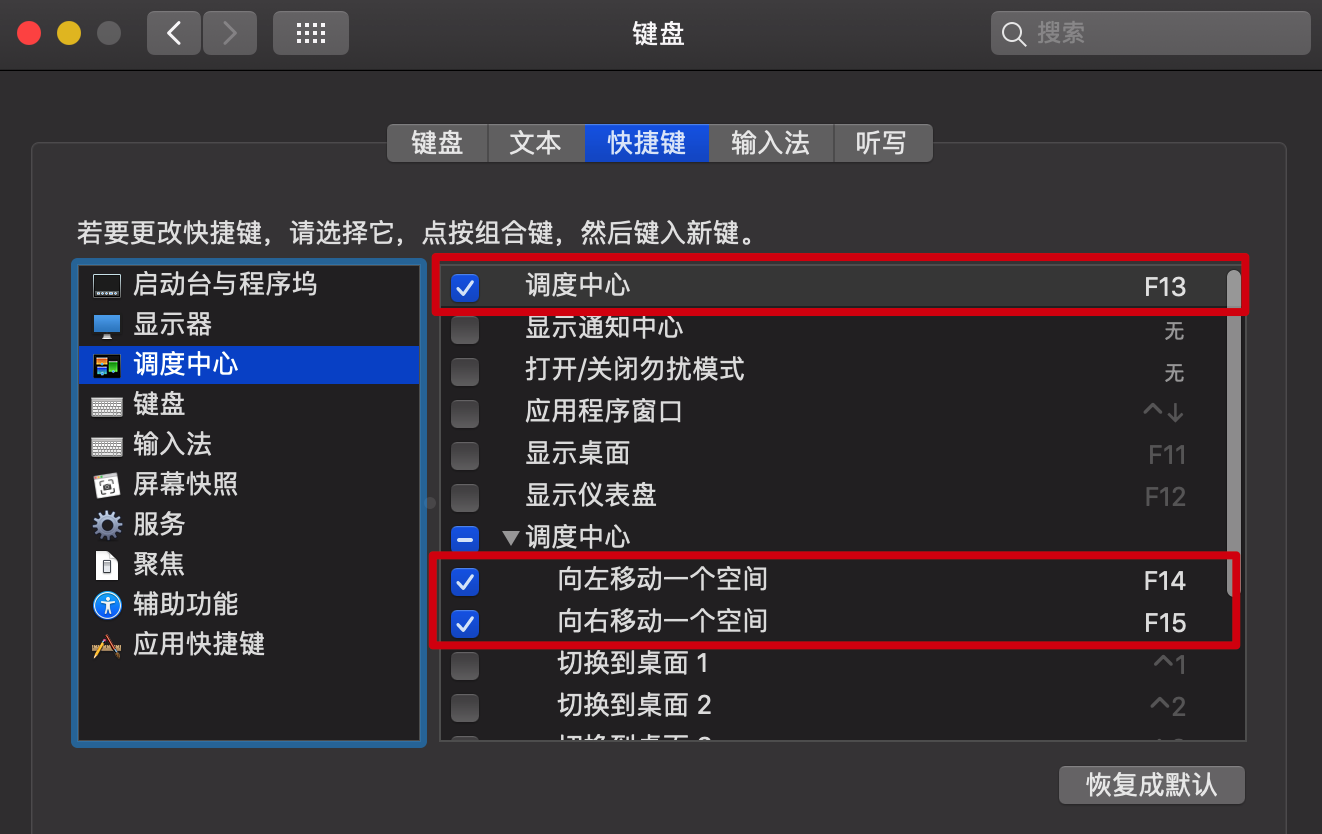 键盘
搜索
键盘 文本 快捷键 输入法 听写
若要更改快捷键，请选择它，点按组合键，然后键入新键。
启动台与程序坞
显示器
调度中心
键盘
输入法
屏幕快照
服务
聚焦
辅助功能
应用快捷键
调度中心 F13
显示通知中心 无
打开/关闭勿扰模式 无
应用程序窗口 ^↓
显示桌面 F11
显示仪表盘 F12
调度中心
向左移动一个空间 F14
向右移动一个空间 F15
切换到桌面 1 ^1
切换到桌面 2 ^2
恢复成默认